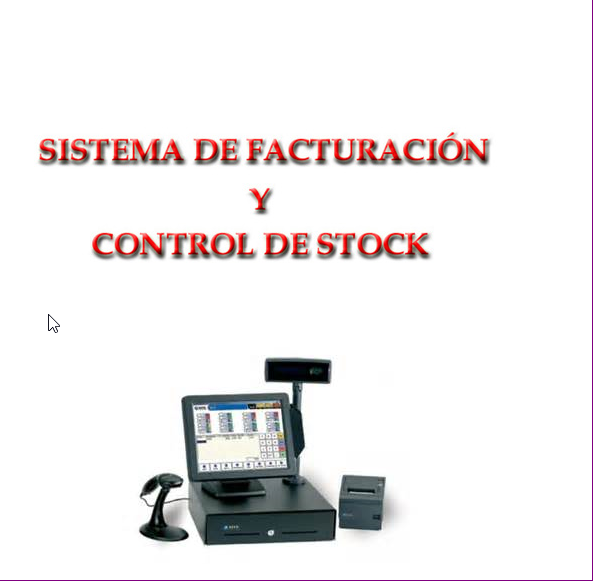 SISTEMA DE FACTURACIÓN
Y
CONTROL DE STOCK